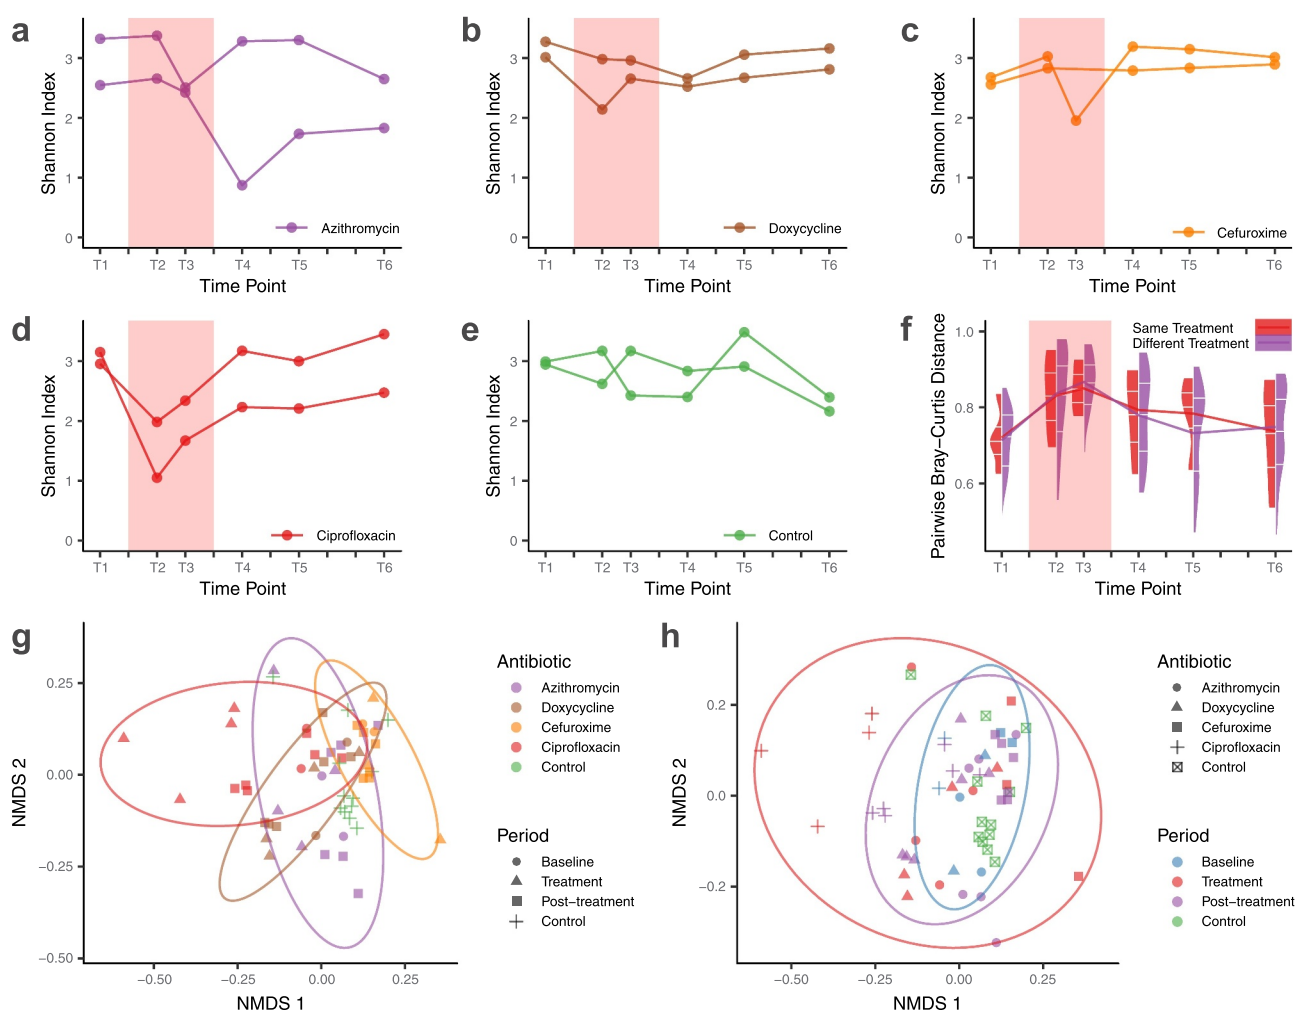 a
Shannon Index
3
2
1
0
Azithromycin
T1 T2 T3 T4 T5 T6
Time Point
b
Shannon Index
3
2
1
0
Doxycycline
T1 T2 T3 T4 T5 T6
Time Point
c
Shannon Index
3
2
1
0
Cefuroxime
T1 T2 T3 T4 T5 T6
Time Point
d
Shannon Index
3
2
1
0
Ciprofloxacin
T1 T2 T3 T4 T5 T6
Time Point
e
Shannon Index
3
2
1
0
Control
T1 T2 T3 T4 T5 T6
Time Point
f
Pairwise Bray−Curtis Distance
1.0
0.8
0.6
Same Treatment
Different Treatment
T1 T2 T3 T4 T5 T6
Time Point
g
NMDS 2
0.25
0.00
−0.25
−0.50
−0.50 −0.25 0.00 0.25
NMDS 1
Antibiotic
Azithromycin
Doxycycline
Cefuroxime
Ciprofloxacin
Control
Period
Baseline
Treatment
Post−treatment
Control
h
NMDS 2
0.2
0.0
−0.2
−0.50 −0.25 0.00 0.25
NMDS 1
Antibiotic
Azithromycin
Doxycycline
Cefuroxime
Ciprofloxacin
Control
Period
Baseline
Treatment
Post−treatment
Control